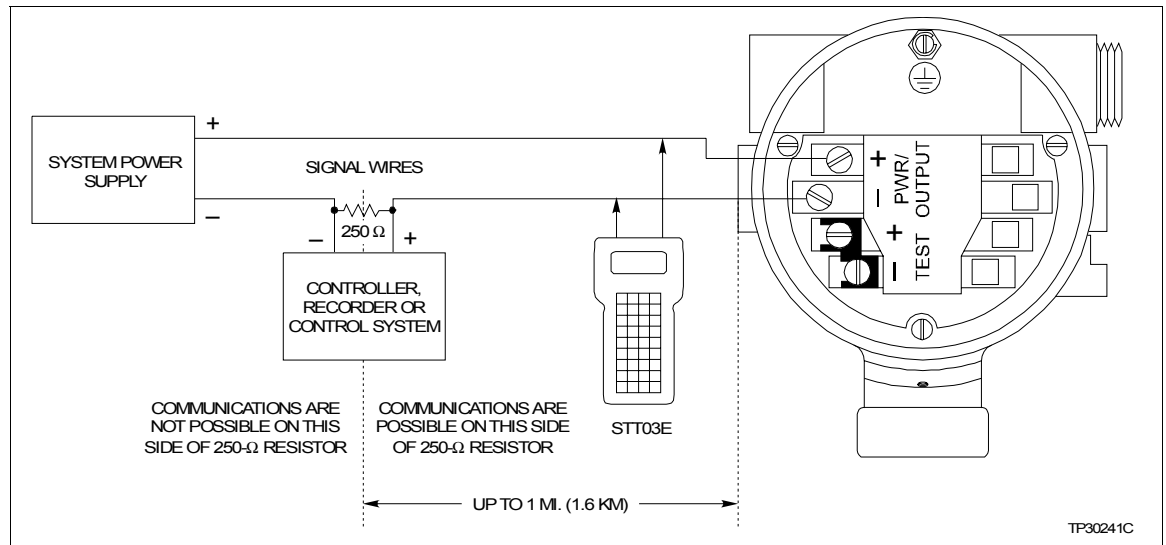 SYSTEM POWER
SUPPLY
+
–
SIGNAL WIRES
250 Ω
–
+
CONTROLLER,
RECORDER OR
CONTROL SYSTEM
COMMUNICATIONS ARE
NOT POSSIBLE ON THIS
SIDE OF 250-Ω RESISTOR
COMMUNICATIONS ARE
POSSIBLE ON THIS SIDE
OF 250-Ω RESISTOR
STT03E
UP TO 1 MI. (1.6 KM)
+
–
PWR/
OUTPUT
+
–
TEST
TP30241C